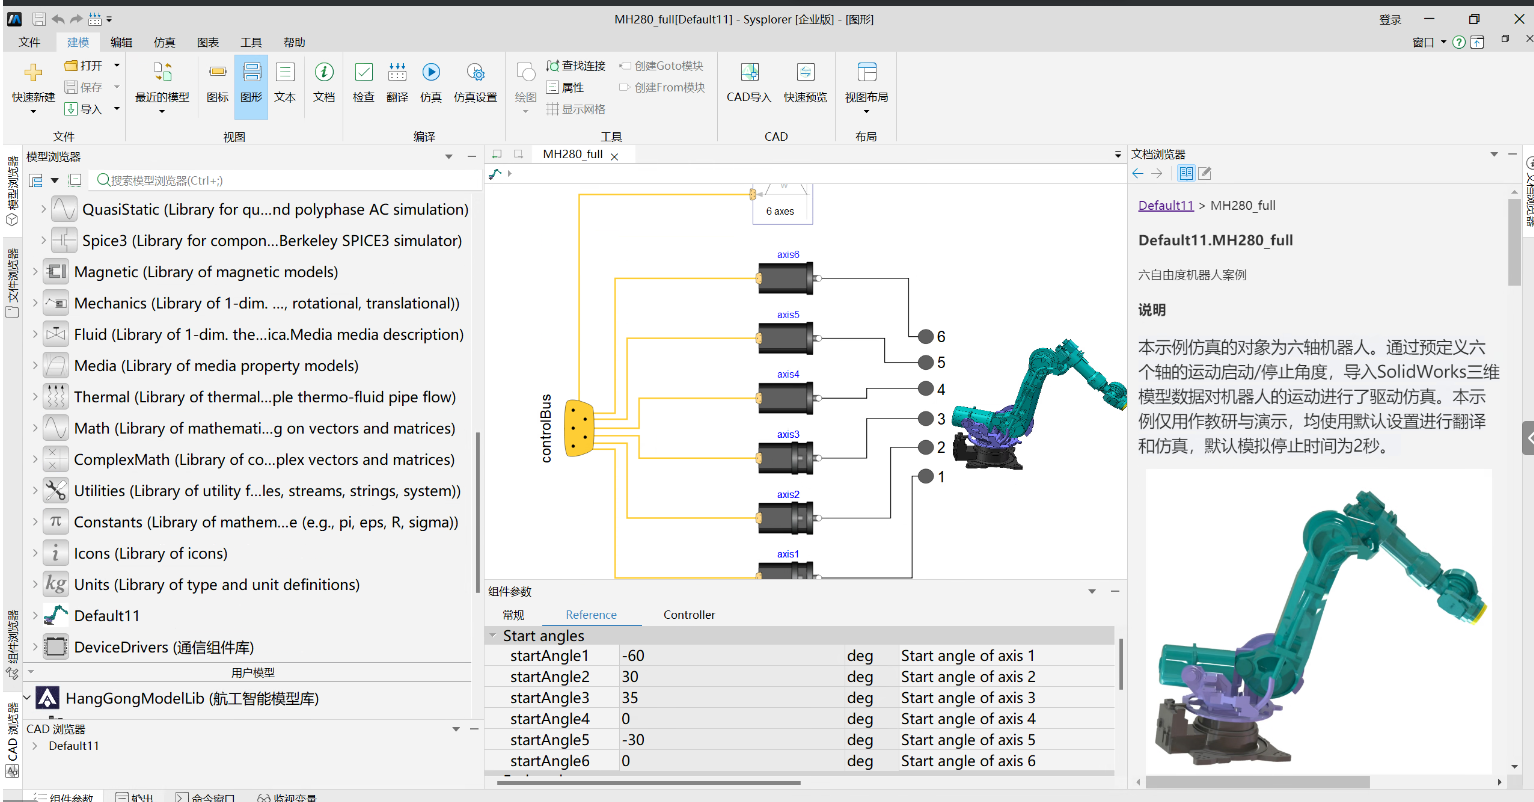 MH280_full[Default11] - Sysplorer [企业版] - [图形]
登录
文件 建模 编辑 仿真 图表 工具 帮助
窗口
快速新建
打开
保存
导入
文件
最近的模型
图标
图形
文本
文档
视图
检查
翻译
仿真
仿真设置
编译
绘图
查找连接
属性
显示网格
创建Goto模块
创建From模块
工具
CAD导入
快速预览
CAD
视图布局
布局
模型浏览器
文件浏览器
组件浏览器
CAD 浏览器
模型浏览器
搜索模型浏览器(Ctrl+;)
QuasiStatic (Library for qu...nd polyphase AC simulation)
Spice3 (Library for compon...Berkeley SPICE3 simulator)
Magnetic (Library of magnetic models)
Mechanics (Library of 1-dim. ..., rotational, translational))
Fluid (Library of 1-dim. the...ica.Media media description)
Media (Library of media property models)
Thermal (Library of thermal...ple thermo-fluid pipe flow)
Math (Library of mathemati...g on vectors and matrices)
ComplexMath (Library of co...plex vectors and matrices)
Utilities (Library of utility f...les, streams, strings, system))
Constants (Library of mathem...e (e.g., pi, eps, R, sigma))
Icons (Library of icons)
Units (Library of type and unit definitions)
Default11
DeviceDrivers (通信组件库)
用户模型
HangGongModelLib (航工智能模型库)
CAD 浏览器
Default11
MH280_full
6 axes
axis6
axis5
axis4
axis3
axis2
axis1
controlBus
6
5
4
3
2
1
组件参数
常规 Reference Controller
Start angles
startAngle1 -60 deg Start angle of axis 1
startAngle2 30 deg Start angle of axis 2
startAngle3 35 deg Start angle of axis 3
startAngle4 0 deg Start angle of axis 4
startAngle5 -30 deg Start angle of axis 5
startAngle6 0 deg Start angle of axis 6
文档浏览器
Default11 > MH280_full
Default11.MH280_full
六自由度机器人案例
说明
本示例仿真的对象为六轴机器人。通过预定义六
个轴的运动启动/停止角度，导入SolidWorks三维
模型数据对机器人的运动进行了驱动仿真。本示
例仅用作教研与演示，均使用默认设置进行翻译
和仿真，默认模拟停止时间为2秒。
组件参数 输出 命令窗口 监视变量